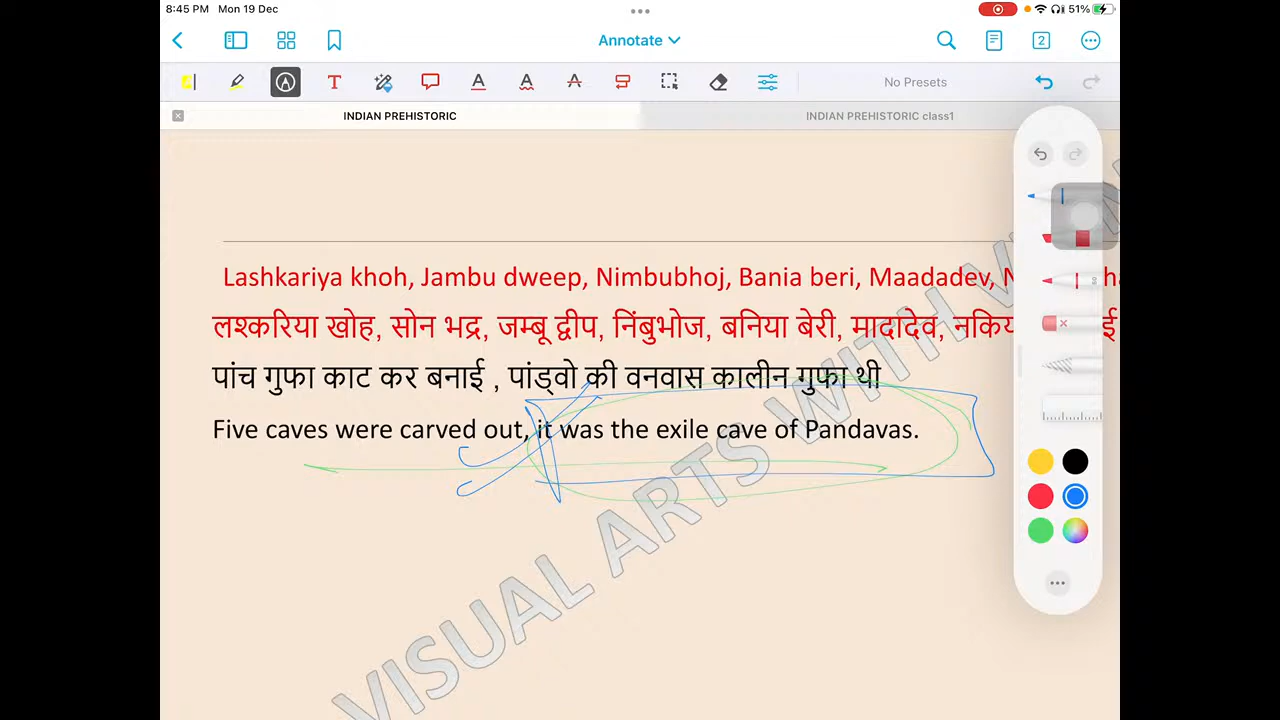 8:45 PM Mon 19 Dec
51%
Annotate
2
T
A
A
A
No Presets
INDIAN PREHISTORIC
INDIAN PREHISTORIC class1
Lashkariya khoh, Jambu dweep, Nimbubhoj, Bania beri, Maadadev,
लश्करिया खोह, सोन भद्र, जम्बू द्वीप, निंबुभोज, बनिया बेरी, मादादेव,
पांच गुफा काट कर बनाई , पांड्वो की वनवास कालीन गुफा थी
Five caves were carved out, it was the exile cave of Pandavas.
VISUAL ARTS WITH